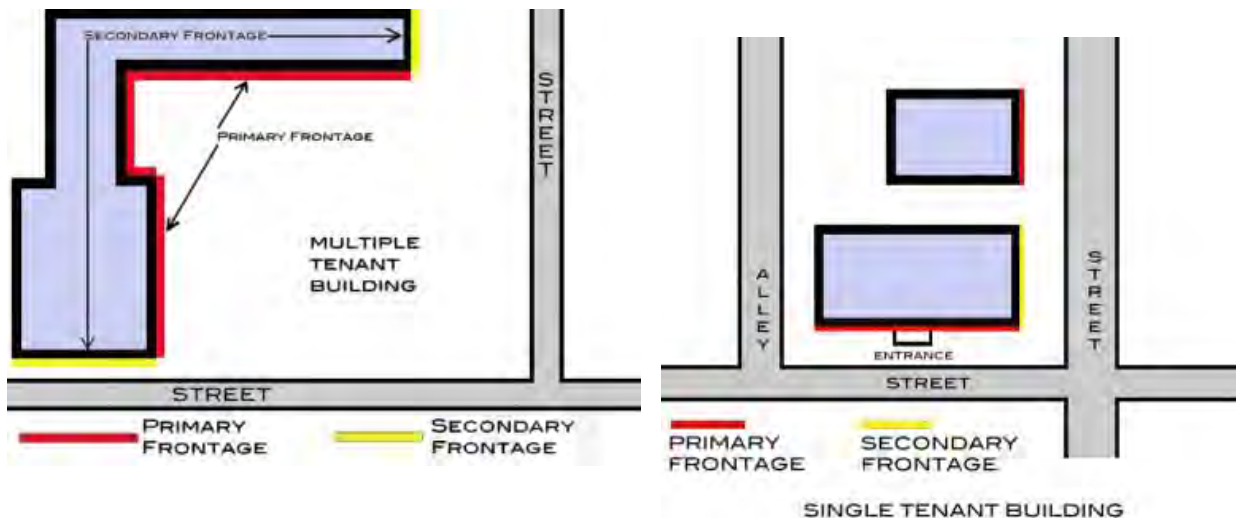 SECONDARY FRONTAGE
STREET
PRIMARY FRONTAGE
MULTIPLE
TENANT
BUILDING
STREET
PRIMARY
FRONTAGE
SECONDARY
FRONTAGE
ALLEY
STREET
ENTRANCE
STREET
PRIMARY
FRONTAGE
SECONDARY
FRONTAGE
SINGLE TENANT BUILDING